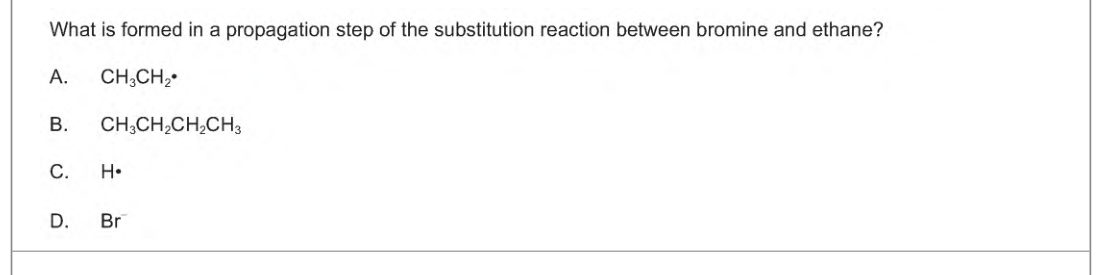 What is formed in a propagation step of the substitution reaction between bromine and ethane?
A. CH₃CH₂•
B. CH₃CH₂CH₂CH₃
C. H•
D. Br⁻